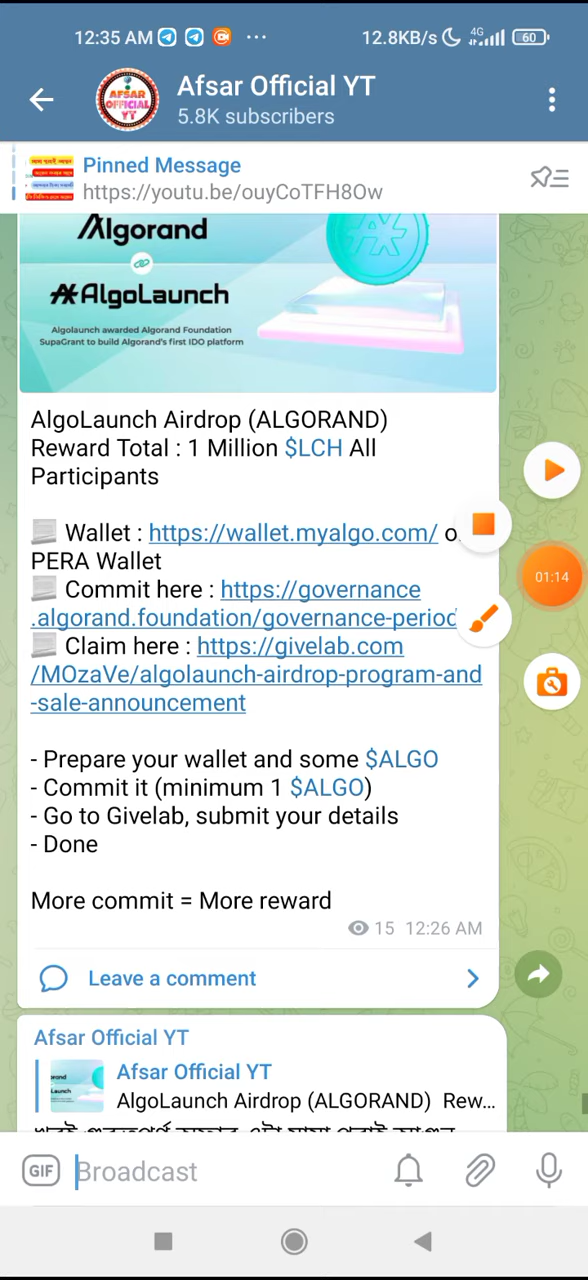 12:35 AM
12.8KB/s 4G 60
AFSAR OFFICIAL YT
Afsar Official YT
5.8K subscribers
Pinned Message
https://youtu.be/ouyCoTFH8Ow
Algorand
AlgoLaunch
Algolaunch awarded Algorand Foundation
SupaGrant to build Algorand's first IDO platform
AlgoLaunch Airdrop (ALGORAND)
Reward Total : 1 Million $LCH All
Participants
Wallet : https://wallet.myalgo.com/ o
PERA Wallet
Commit here : https://governance
.algorand.foundation/governance-period
Claim here : https://givelab.com
/MOzaVe/algolaunch-airdrop-program-and
-sale-announcement
- Prepare your wallet and some $ALGO
- Commit it (minimum 1 $ALGO)
- Go to Givelab, submit your details
- Done
More commit = More reward
15 12:26 AM
Leave a comment
01:14
Afsar Official YT
Afsar Official YT
AlgoLaunch Airdrop (ALGORAND) Rew...
GIF Broadcast